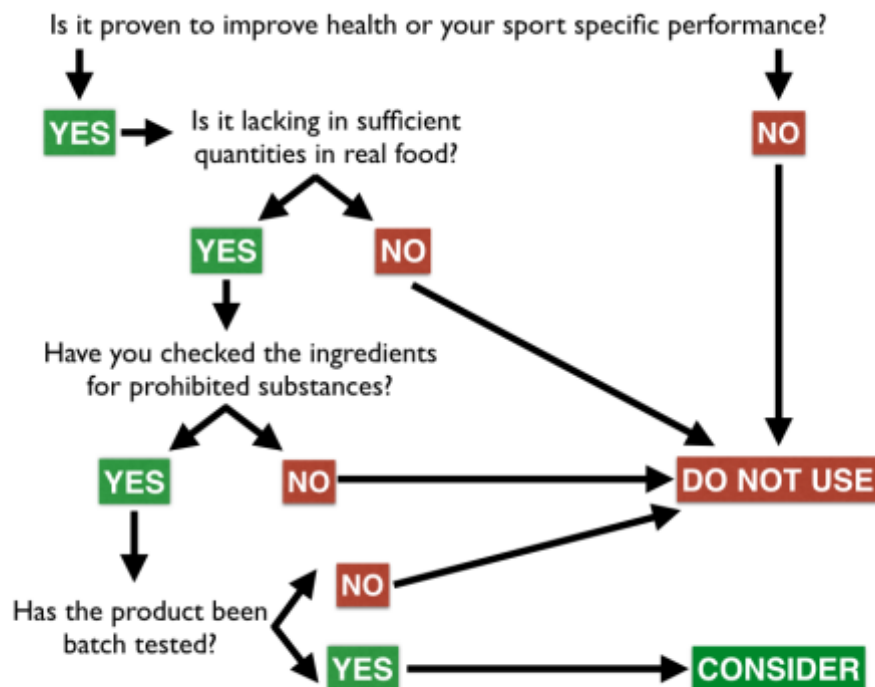 Is it proven to improve health or your sport specific performance?
YES
Is it lacking in sufficient
quantities in real food?
NO
YES
NO
Have you checked the ingredients
for prohibited substances?
YES
NO
DO NOT USE
NO
Has the product been
batch tested?
YES
CONSIDER